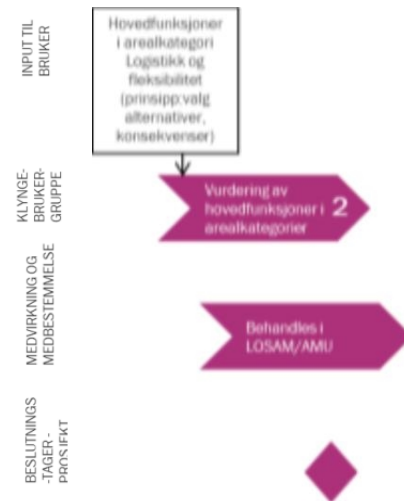 INPUT TIL
BRUKER
Hovedfunksjoner
i arealkategori
Logistikk og
fleksibilitet
(prinsipp:valg
alternativer,
konsekvenser)
KLYNGE-
BRUKER-
GRUPPE
Vurdering av
hovedfunksjoner i
arealkategorier
2
MEDVIRKNING OG
MEDBESTEMMELSE
Behandles i
LOSAM/AMU
BESLUTNINGS
-TAGER -
PROSJEKT